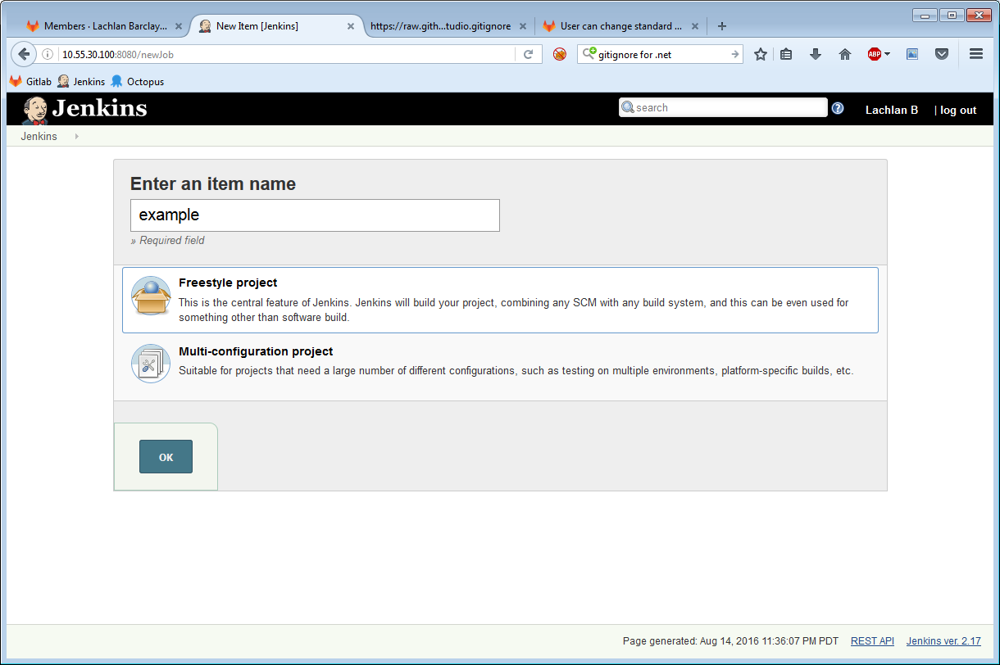 Members · Lachlan Barclay...
New Item [Jenkins]
https://raw.gith...tudio.gitignore
User can change standard ...
10.55.30.100:8080/newJob
gitignore for .net
ABP
Gitlab
Jenkins
Octopus
Jenkins
search
Lachlan B
| log out
Jenkins
Enter an item name
example
» Required field
Freestyle project
This is the central feature of Jenkins. Jenkins will build your project, combining any SCM with any build system, and this can be even used for
something other than software build.
Multi-configuration project
Suitable for projects that need a large number of different configurations, such as testing on multiple environments, platform-specific builds, etc.
OK
Page generated: Aug 14, 2016 11:36:07 PM PDT
REST API
Jenkins ver. 2.17